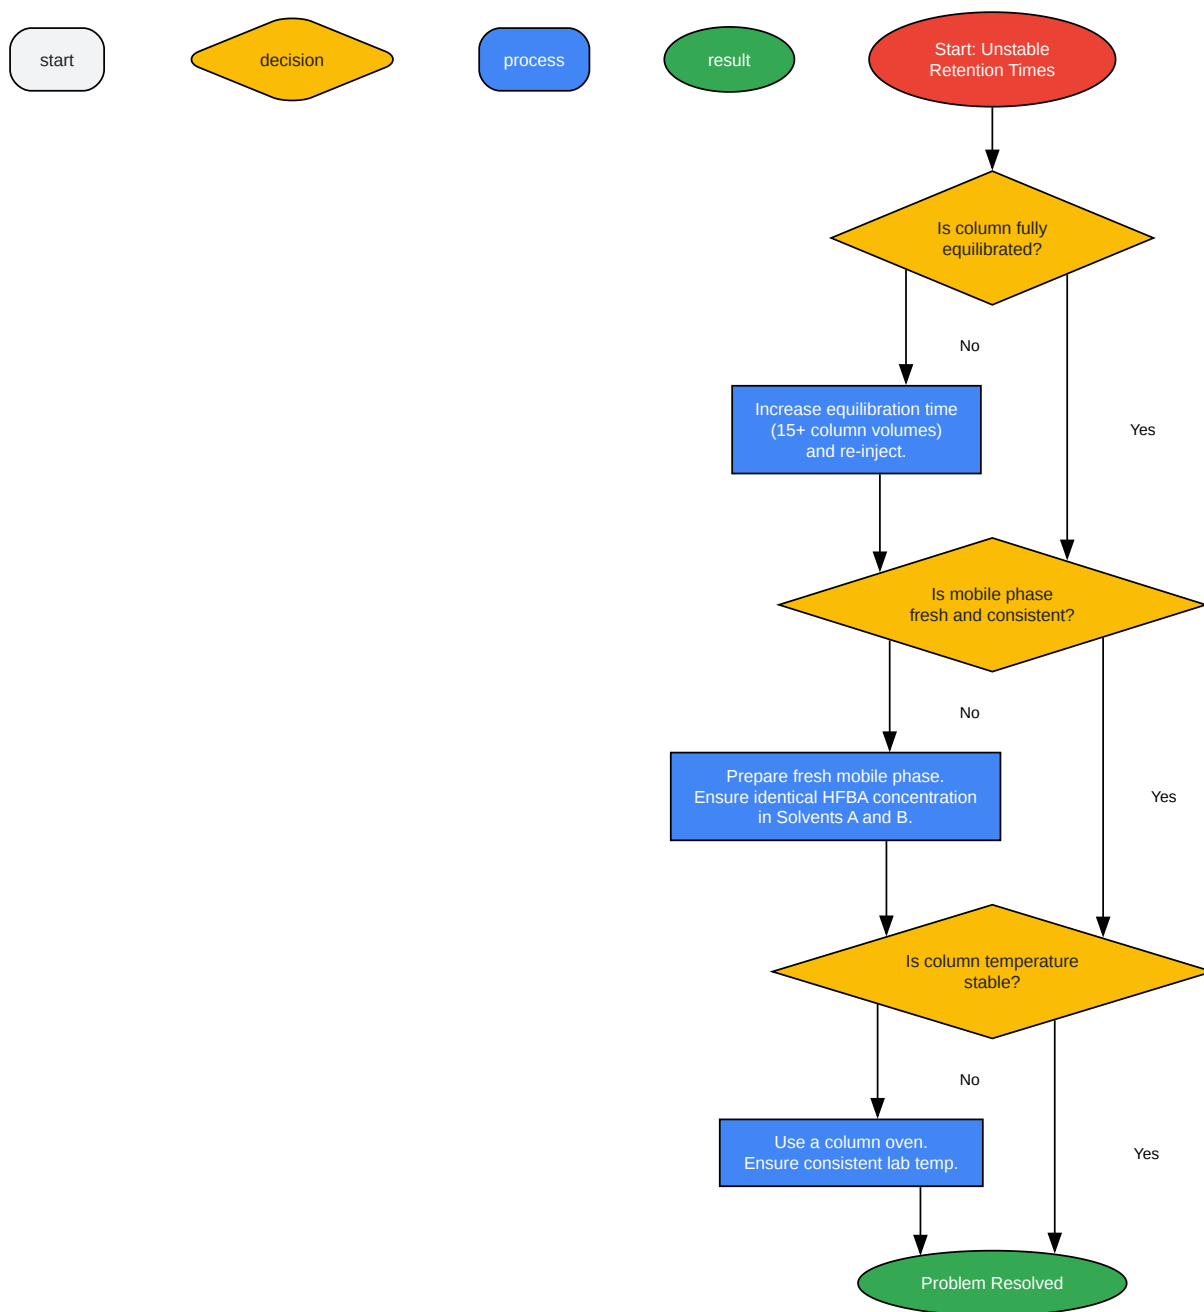 start
decision
process
result
Start: Unstable
Retention Times
Is column fully
equilibrated?
No
Yes
Increase equilibration time
(15+ column volumes)
and re-inject.
Is mobile phase
fresh and consistent?
No
Yes
Prepare fresh mobile phase.
Ensure identical HFBA concentration
in Solvents A and B.
Is column temperature
stable?
No
Yes
Use a column oven.
Ensure consistent lab temp.
Problem Resolved